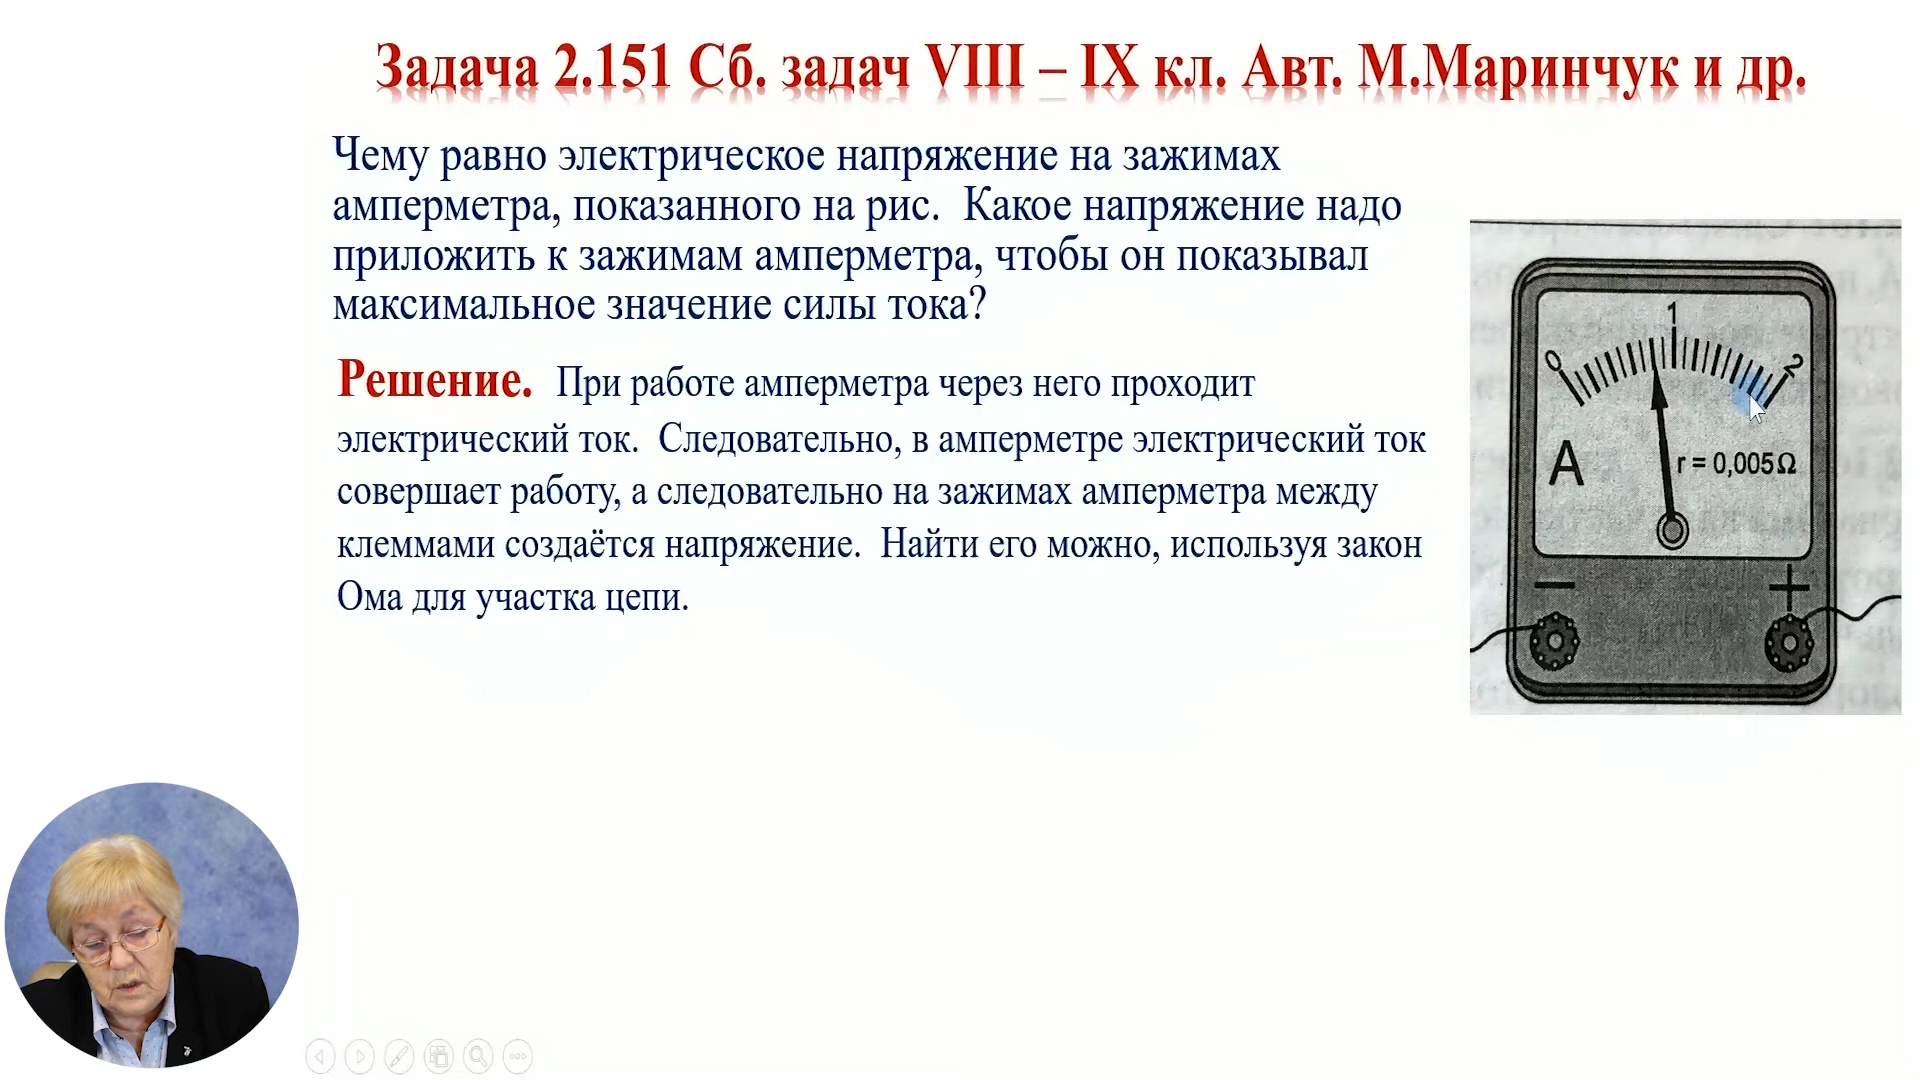 Задача 2.151 Сб. задач VIII – IX кл. Авт. М.Маринчук и др.
Чему равно электрическое напряжение на зажимах
амперметра, показанного на рис. Какое напряжение надо
приложить к зажимам амперметра, чтобы он показывал
максимальное значение силы тока?
Решение. При работе амперметра через него проходит
электрический ток. Следовательно, в амперметре электрический ток
совершает работу, а следовательно на зажимах амперметра между
клеммами создаётся напряжение. Найти его можно, используя закон
Ома для участка цепи.
0 1 2
A
r = 0,005 Ω
– +